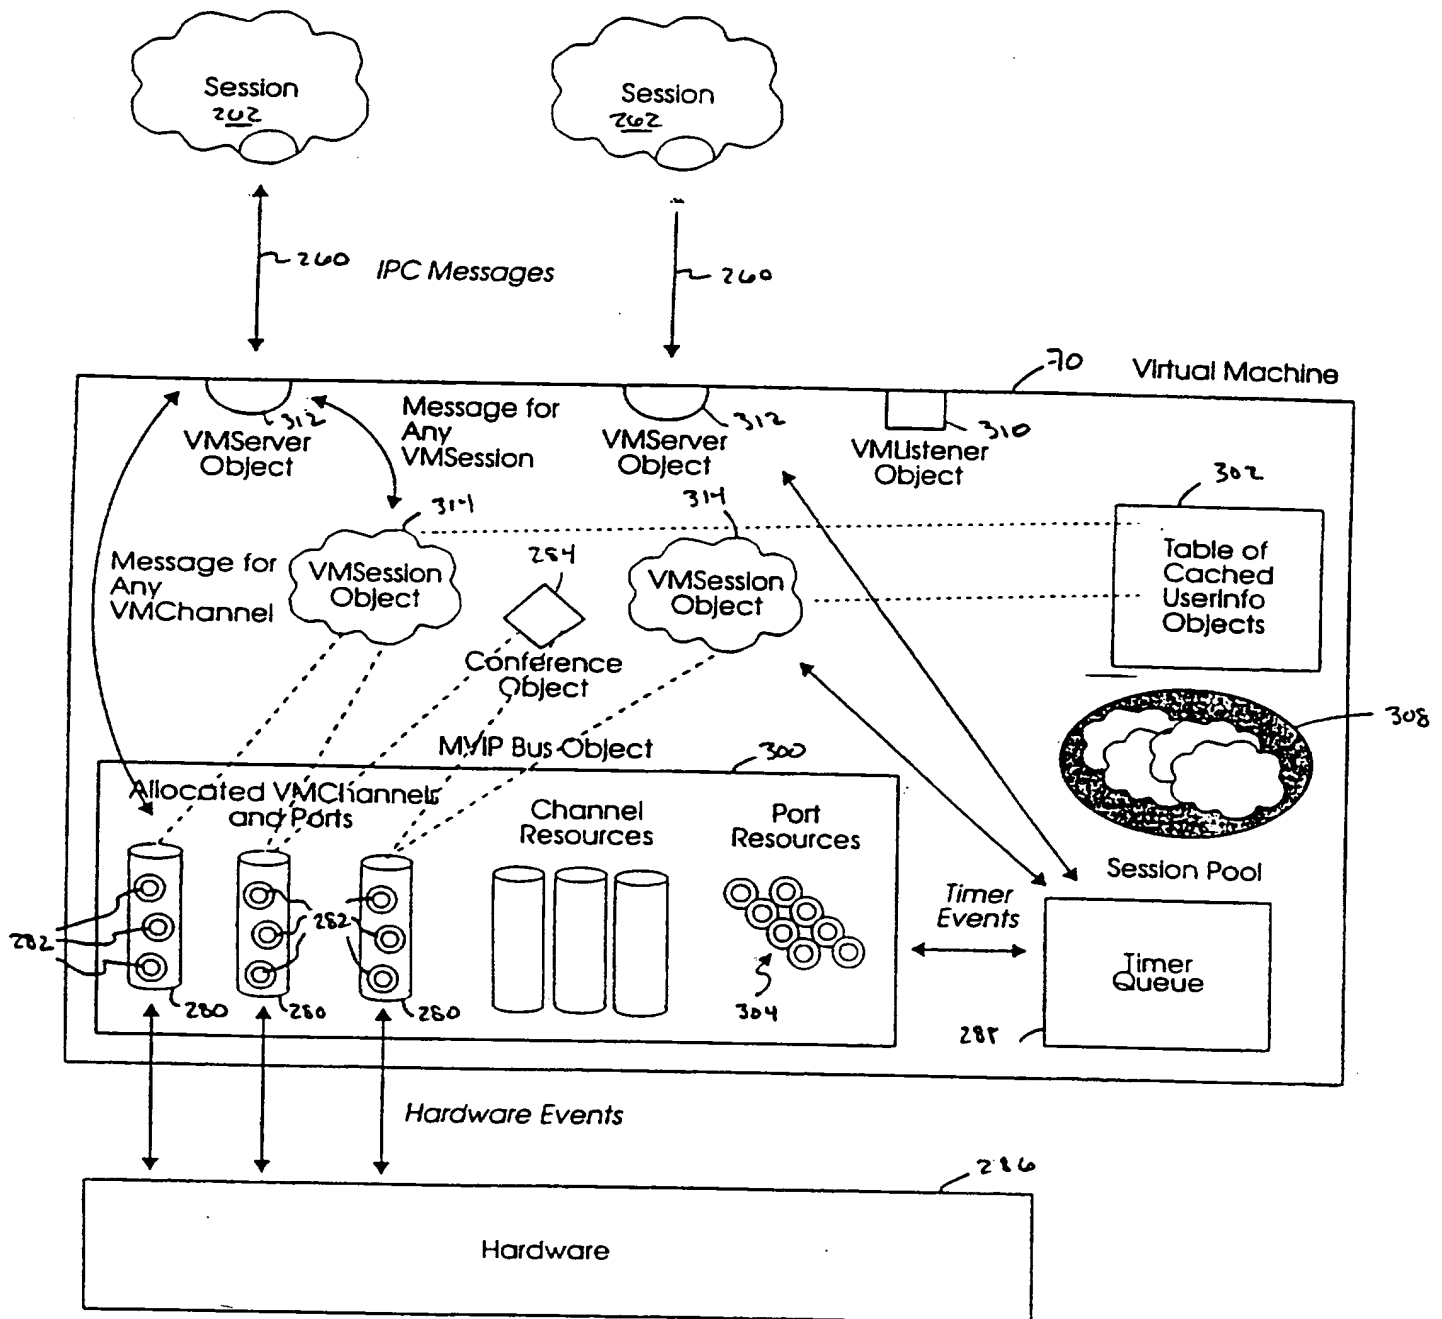 Session
262
Session
262
260
IPC Messages
260
70
Virtual Machine
312
VMServer
Object
Message for
Any
VMSession
312
VMServer
Object
310
VMListener
Object
302
314
314
Table of
Cached
UserInfo
Objects
Message for
Any
VMChannel
VMSession
Object
284
VMSession
Object
Conference
Object
308
MVIP Bus Object
300
Allocated VMChannels
and Ports
Channel
Resources
Port
Resources
Session Pool
Timer
Events
282
282
Timer
Queue
280
280
280
304
Hardware Events
286
Hardware